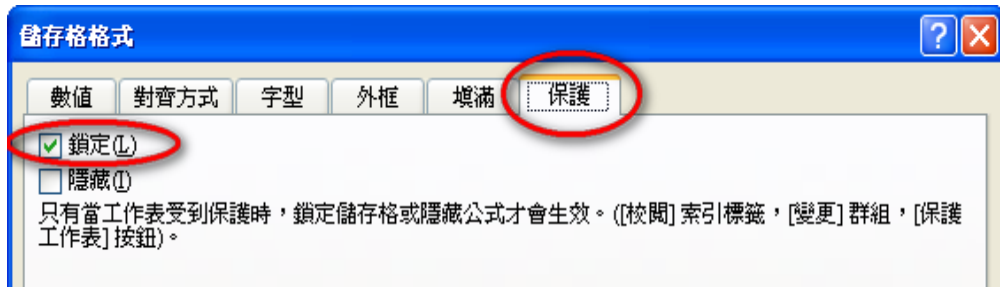 儲存格格式
數值 對齊方式 字型 外框 填滿 保護
鎖定(L)
隱藏(I)
只有當工作表受到保護時，鎖定儲存格或隱藏公式才會生效。([校閱] 索引標籤，[變更] 群組，[保護
工作表] 按鈕)。